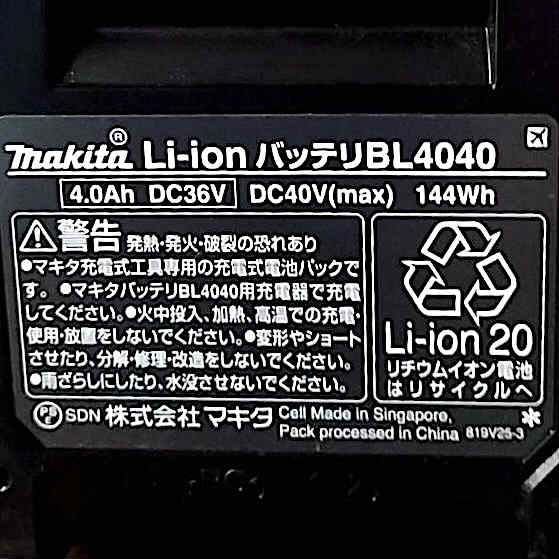 makita® Li-ion バッテリBL4040
4.0Ah DC36V DC40V(max) 144Wh
警告 発熱・発火・破裂の恐れあり
●マキタ充電式工具専用の充電式電池パックで
す。●マキタバッテリBL4040用充電器で充電
してください。●火中投入、加熱、高温での充電・
使用・放置をしないでください。●変形やショート
させたり、分解・修理・改造をしないでください。
●雨ざらしにしたり、水没させないでください。
Li-ion 20
リチウムイオン電池
はリサイクルへ
PS E SDN 株式会社 マキタ
Cell Made in Singapore,
Pack processed in China 819V25-3